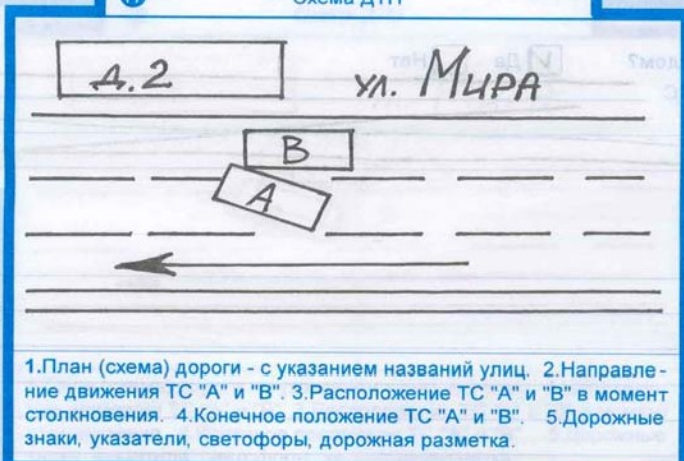 Схема ДТП
д.2
ул. Мира
В
А
1.План (схема) дороги - с указанием названий улиц. 2.Направле-
ние движения ТС "А" и "В". 3.Расположение ТС "А" и "В" в момент
столкновения. 4.Конечное положение ТС "А" и "В". 5.Дорожные
знаки, указатели, светофоры, дорожная разметка.